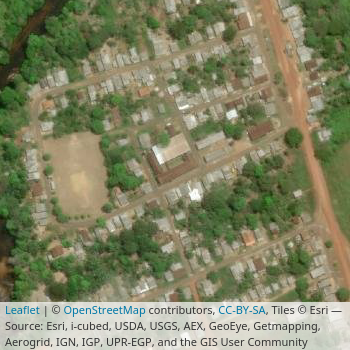 Leaflet | © OpenStreetMap contributors, CC-BY-SA, Tiles © Esri —
Source: Esri, i-cubed, USDA, USGS, AEX, GeoEye, Getmapping,
Aerogrid, IGN, IGP, UPR-EGP, and the GIS User Community